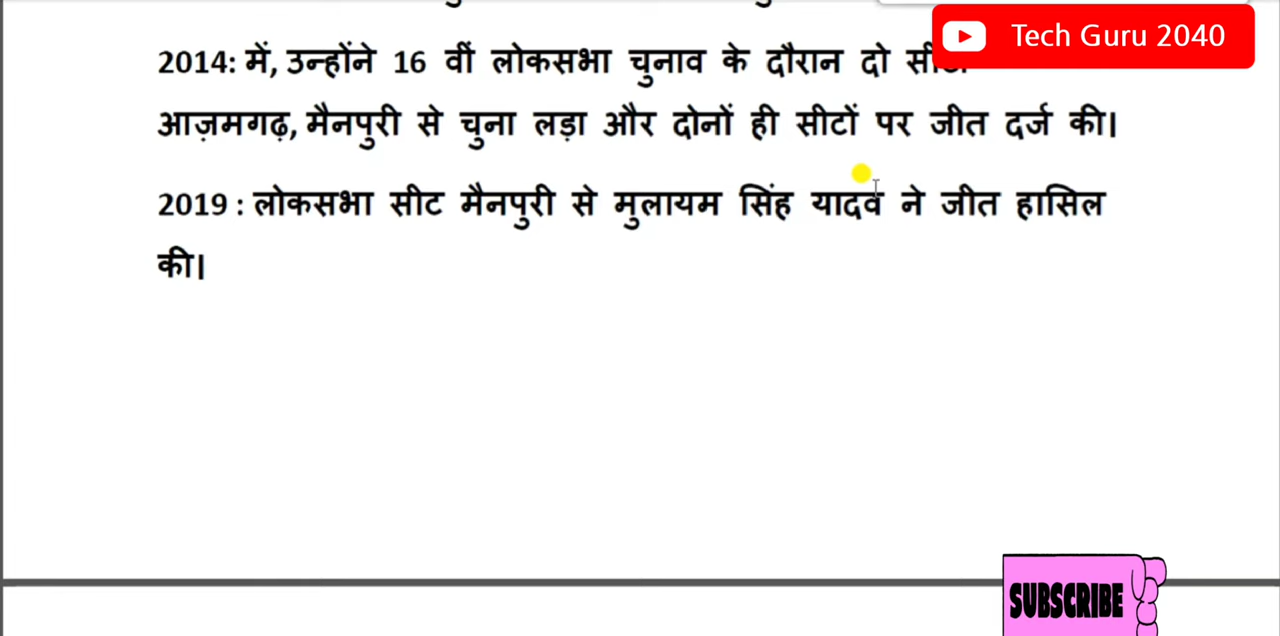 Tech Guru 2040
2014: में, उन्होंने 16 वीं लोकसभा चुनाव के दौरान दो
आज़मगढ़, मैनपुरी से चुना लड़ा और दोनों ही सीटों पर जीत दर्ज की।
2019 : लोकसभा सीट मैनपुरी से मुलायम सिंह यादव ने जीत हासिल
की।
SUBSCRIBE